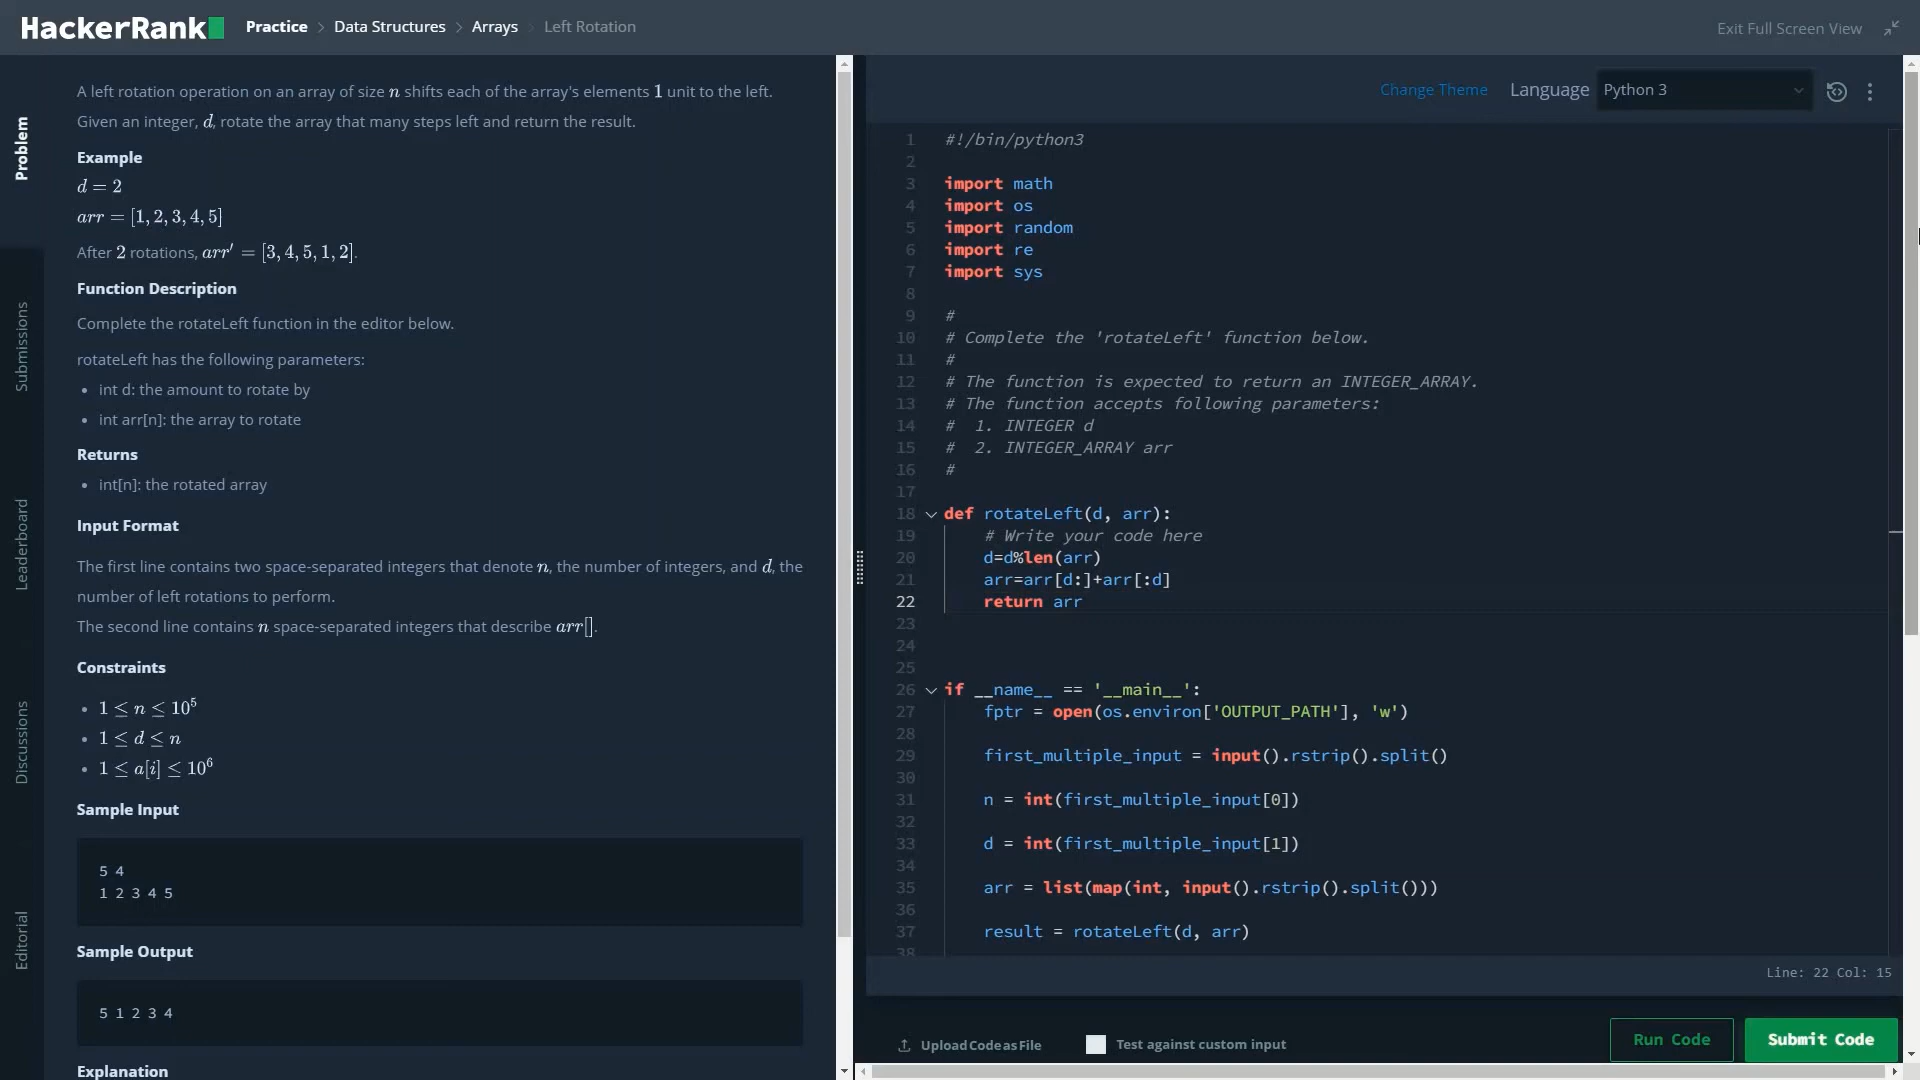 HackerRank
Practice > Data Structures > Arrays > Left Rotation
Exit Full Screen View
Problem
Submissions
Leaderboard
Discussions
Editorial
A left rotation operation on an array of size n shifts each of the array's elements 1 unit to the left.
Given an integer, d, rotate the array that many steps left and return the result.
Example
d = 2
arr = [1, 2, 3, 4, 5]
After 2 rotations, arr′ = [3, 4, 5, 1, 2].
Function Description
Complete the rotateLeft function in the editor below.
rotateLeft has the following parameters:
• int d: the amount to rotate by
• int arr[n]: the array to rotate
Returns
• int[n]: the rotated array
Input Format
The first line contains two space-separated integers that denote n, the number of integers, and d, the
number of left rotations to perform.
The second line contains n space-separated integers that describe arr[].
Constraints
• 1 ≤ n ≤ 10⁵
• 1 ≤ d ≤ n
• 1 ≤ a[i] ≤ 10⁶
Sample Input
5 4
1 2 3 4 5
Sample Output
5 1 2 3 4
Explanation
Change Theme Language Python 3
1 #!/bin/python3
2
3 import math
4 import os
5 import random
6 import re
7 import sys
8
9 #
10 # Complete the 'rotateLeft' function below.
11 #
12 # The function is expected to return an INTEGER_ARRAY.
13 # The function accepts following parameters:
14 #  1. INTEGER d
15 #  2. INTEGER_ARRAY arr
16 #
17
18 def rotateLeft(d, arr):
19     # Write your code here
20     d=d%len(arr)
21     arr=arr[d:]+arr[:d]
22     return arr
23
24
25
26 if __name__ == '__main__':
27     fptr = open(os.environ['OUTPUT_PATH'], 'w')
28
29     first_multiple_input = input().rstrip().split()
30
31     n = int(first_multiple_input[0])
32
33     d = int(first_multiple_input[1])
34
35     arr = list(map(int, input().rstrip().split()))
36
37     result = rotateLeft(d, arr)
38
Line: 22 Col: 15
Upload Code as File
Test against custom input
Run Code
Submit Code